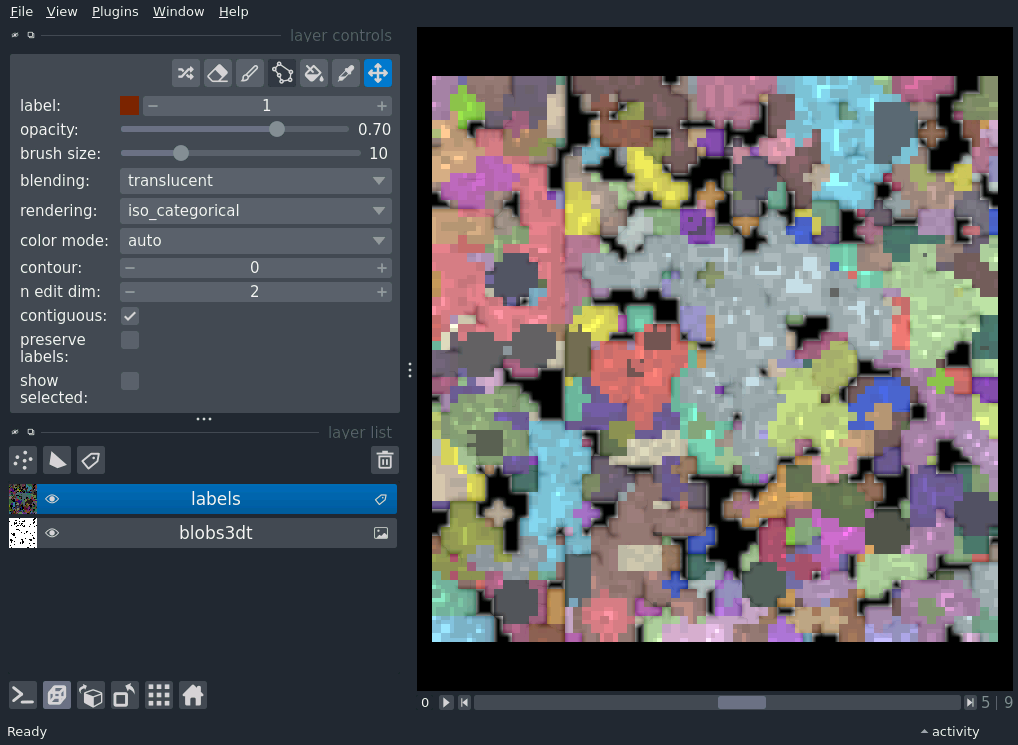 File View Plugins Window Help
layer controls
label: 1
opacity: 0.70
brush size: 10
blending: translucent
rendering: iso_categorical
color mode: auto
contour: 0
n edit dim: 2
contiguous:
preserve
labels:
show
selected:
layer list
labels
blobs3dt
0 5 | 9
Ready activity